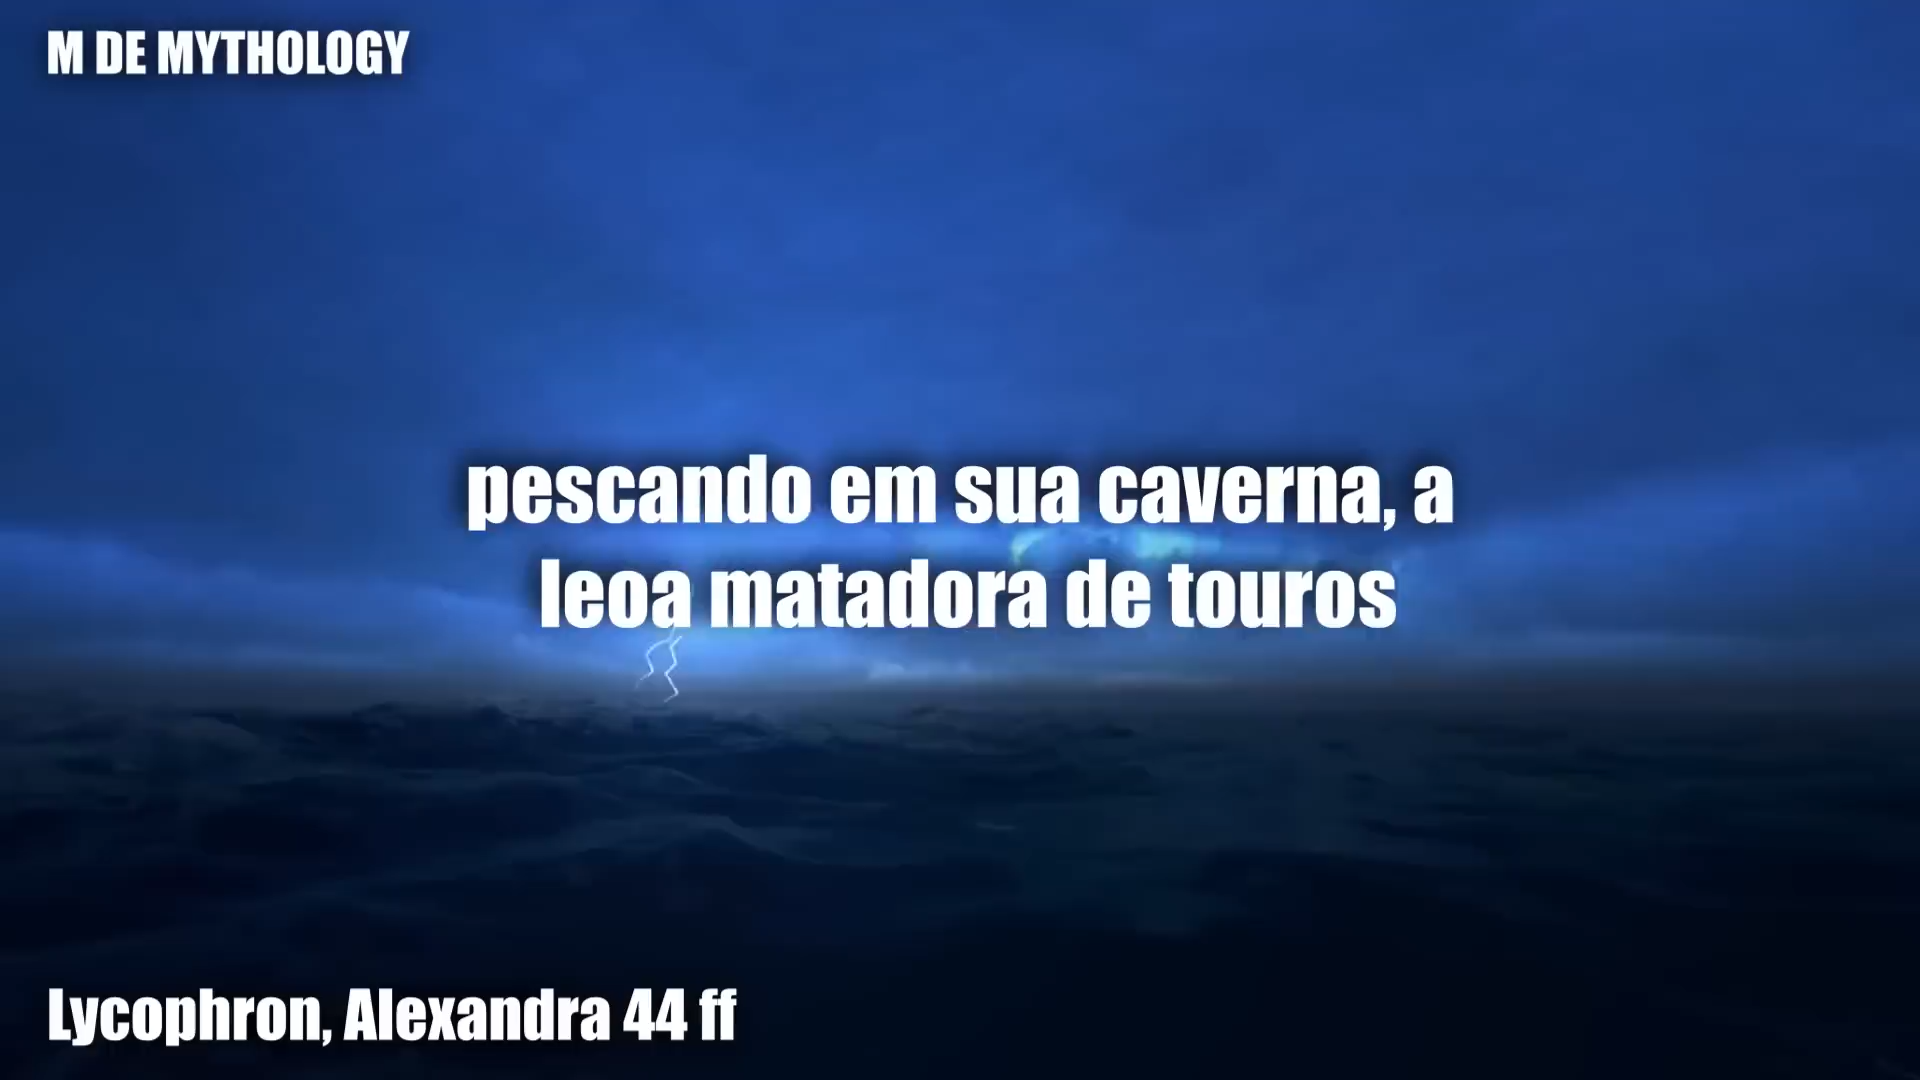 M DE MYTHOLOGY
pescando em sua caverna, a
leoa matadora de touros
Lycophron, Alexandra 44 ff